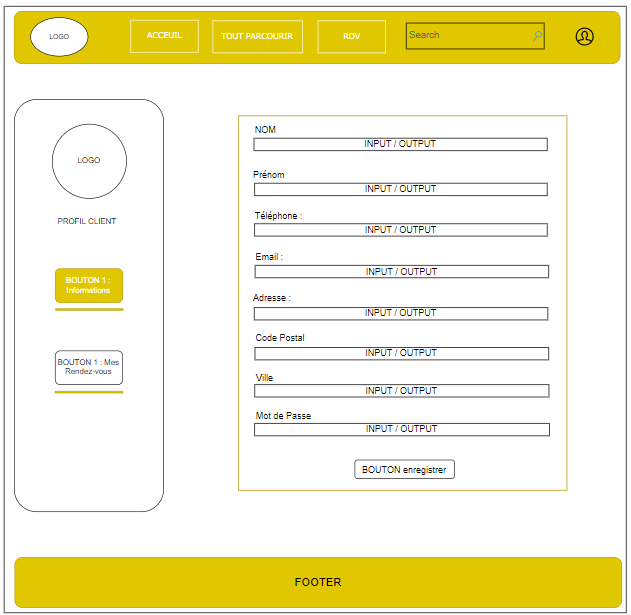 LOGO
ACCEUIL
TOUT PARCOURIR
RDV
Search
LOGO
PROFIL CLIENT
BOUTON 1 :
Informations
BOUTON 1 : Mes
Rendez-vous
NOM
INPUT / OUTPUT
Prénom
INPUT / OUTPUT
Téléphone :
INPUT / OUTPUT
Email :
INPUT / OUTPUT
Adresse :
INPUT / OUTPUT
Code Postal
INPUT / OUTPUT
Ville
INPUT / OUTPUT
Mot de Passe
INPUT / OUTPUT
BOUTON enregistrer
FOOTER